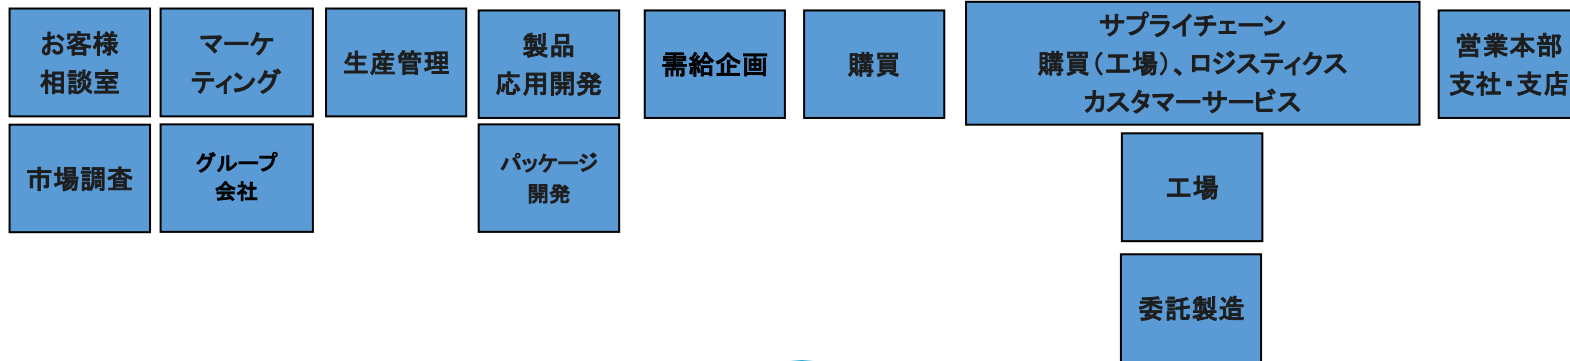 お客様
相談室
マーケ
ティング
生産管理
製品
応用開発
需給企画
購買
サプライチェーン
購買(工場)、ロジスティクス
カスタマーサービス
営業本部
支社・支店
市場調査
グループ
会社
パッケージ
開発
工場
委託製造